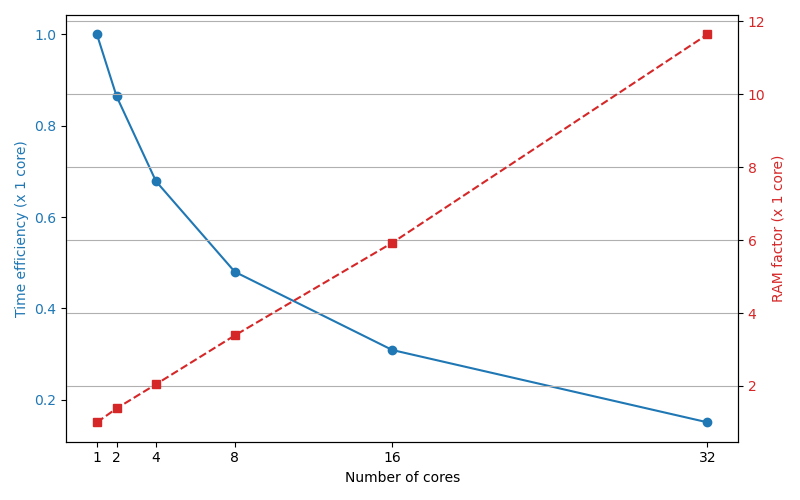 Time efficiency (x 1 core)
1.0
0.8
0.6
0.4
0.2
12
10
8
6
4
2
RAM factor (x 1 core)
1 2 4 8 16 32
Number of cores